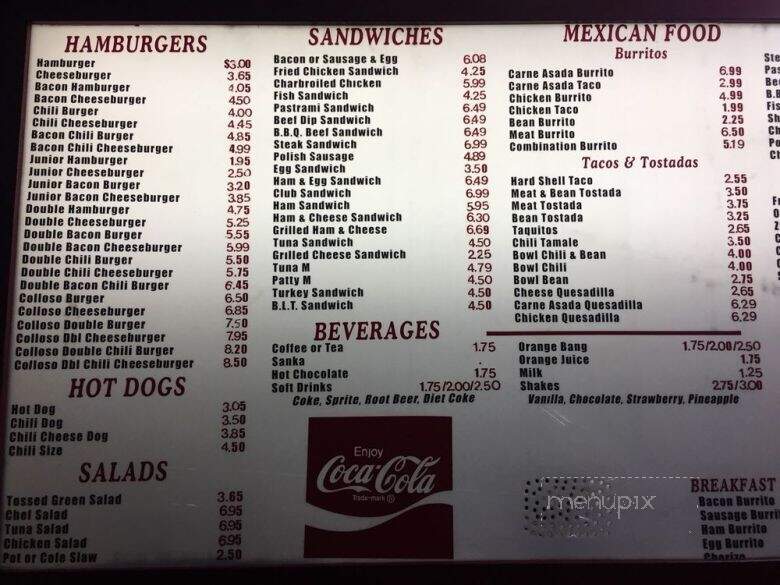 HAMBURGERS
Hamburger $3.00
Cheeseburger 3.65
Bacon Hamburger 4.05
Bacon Cheeseburger 4.50
Chili Burger 4.00
Chili Cheeseburger 4.45
Bacon Chili Burger 4.85
Bacon Chili Cheeseburger 4.99
Junior Hamburger 1.95
Junior Cheeseburger 2.50
Junior Bacon Burger 3.20
Junior Bacon Cheeseburger 3.85
Double Hamburger 4.75
Double Cheeseburger 5.25
Double Bacon Burger 5.55
Double Bacon Cheeseburger 5.99
Double Chili Burger 5.50
Double Chili Cheeseburger 5.75
Double Bacon Chili Burger 6.45
Colloso Burger 6.50
Colloso Cheeseburger 6.85
Colloso Double Burger 7.50
Colloso Dbl Cheeseburger 7.95
Colloso Double Chili Burger 8.20
Colloso Dbl Chili Cheeseburger 8.50
HOT DOGS
Hot Dog 3.05
Chili Dog 3.50
Chili Cheese Dog 3.85
Chili Size 4.50
SALADS
Tossed Green Salad 3.65
Chef Salad 6.95
Tuna Salad 6.95
Chicken Salad 6.95
Pot or Cole Slaw 2.50
SANDWICHES
Bacon or Sausage & Egg 6.08
Fried Chicken Sandwich 4.25
Charbroiled Chicken 5.99
Fish Sandwich 4.25
Pastrami Sandwich 6.49
Beef Dip Sandwich 6.49
B.B.Q. Beef Sandwich 6.49
Steak Sandwich 6.99
Polish Sausage 4.89
Egg Sandwich 3.50
Ham & Egg Sandwich 6.49
Club Sandwich 6.99
Ham Sandwich 5.95
Ham & Cheese Sandwich 6.30
Grilled Ham & Cheese 6.69
Tuna Sandwich 4.50
Grilled Cheese Sandwich 2.25
Tuna M 4.79
Patty M 4.50
Turkey Sandwich 4.50
B.L.T. Sandwich 4.50
BEVERAGES
Coffee or Tea 1.75
Sanka .
Hot Chocolate 1.75
Soft Drinks 1.75/2.00/2.50
Coke, Sprite, Root Beer, Diet Coke
Enjoy
Coca-Cola
Trade-mark ®
MEXICAN FOOD
Burritos
Carne Asada Burrito 6.99
Carne Asada Taco 2.99
Chicken Burrito 4.99
Chicken Taco 1.99
Bean Burrito 2.25
Meat Burrito 6.50
Combination Burrito 5.19
Tacos & Tostadas
Hard Shell Taco 2.55
Meat & Bean Tostada 3.50
Meat Tostada 3.75
Bean Tostada 3.25
Taquitos 2.65
Chili Tamale 3.50
Bowl Chili & Bean 4.00
Bowl Chili 4.00
Bowl Bean 2.75
Cheese Quesadilla 2.65
Carne Asada Quesadilla 6.29
Chicken Quesadilla 6.29
Orange Bang 1.75/2.00/2.50
Orange Juice 1.75
Milk 1.25
Shakes 2.75/3.00
Vanilla, Chocolate, Strawberry, Pineapple
menupix
BREAKFAST
Bacon Burrito
Sausage Burri
Ham Burrito
Egg Burrito
Chorizo